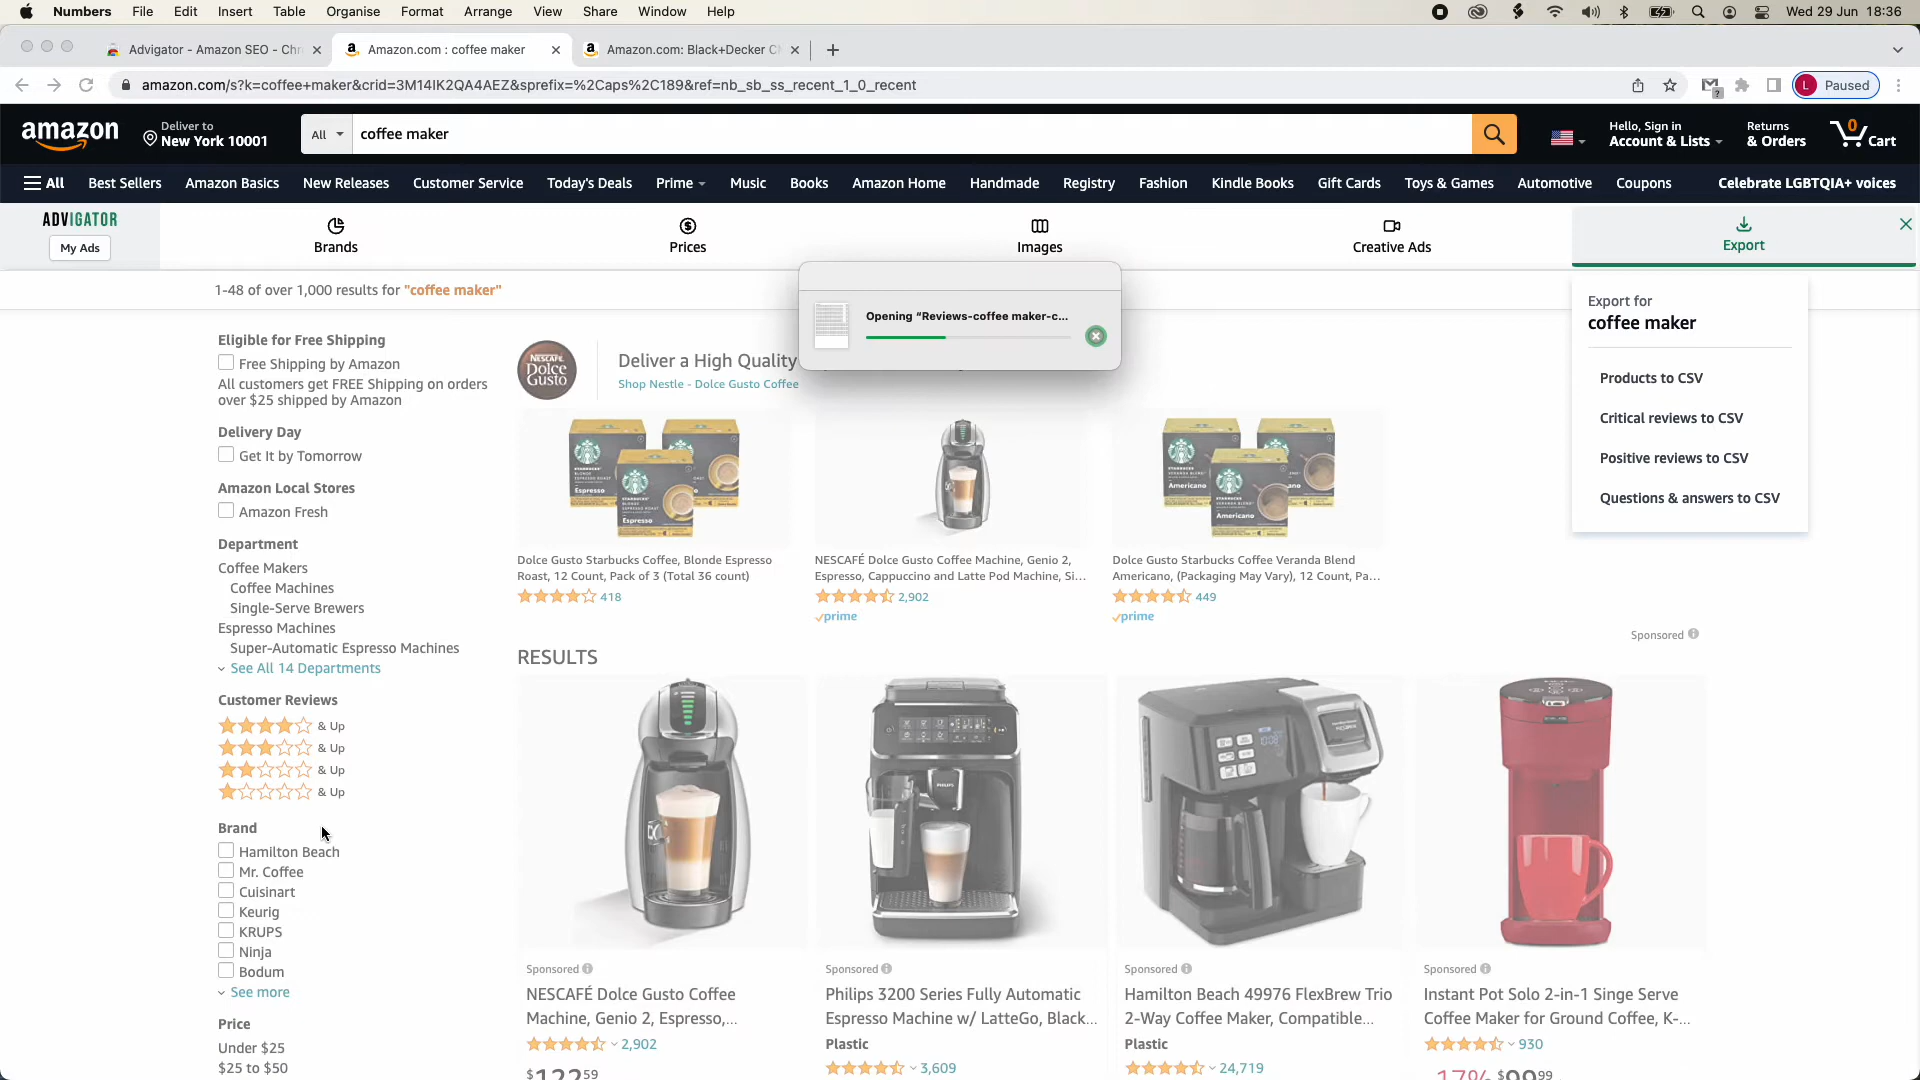 Numbers File Edit Insert Table Organise Format Arrange View Share Window Help Wed 29 Jun 18:36
Advigator - Amazon SEO - Chr Amazon.com : coffee maker Amazon.com: Black+Decker C
amazon.com/s?k=coffee+maker&crid=3M14IK2QA4AEZ&sprefix=%2Caps%2C189&ref=nb_sb_ss_recent_1_0_recent
L Paused
amazon
Deliver to
New York 10001
All coffee maker
Hello, Sign in
Account & Lists
Returns
& Orders
0
Cart
All Best Sellers Amazon Basics New Releases Customer Service Today's Deals Prime Music Books Amazon Home Handmade Registry Fashion Kindle Books Gift Cards Toys & Games Automotive Coupons Celebrate LGBTQIA+ voices
ADVIGATOR
My Ads
Brands Prices Images Creative Ads Export
1-48 of over 1,000 results for "coffee maker"
Opening “Reviews-coffee maker-c...
Export for
coffee maker
Products to CSV
Critical reviews to CSV
Positive reviews to CSV
Questions & answers to CSV
Eligible for Free Shipping
Free Shipping by Amazon
All customers get FREE Shipping on orders
over $25 shipped by Amazon
Delivery Day
Get It by Tomorrow
Amazon Local Stores
Amazon Fresh
Department
Coffee Makers
Coffee Machines
Single-Serve Brewers
Espresso Machines
Super-Automatic Espresso Machines
See All 14 Departments
Customer Reviews
& Up
& Up
& Up
& Up
Brand
Hamilton Beach
Mr. Coffee
Cuisinart
Keurig
KRUPS
Ninja
Bodum
See more
Price
Under $25
$25 to $50
NESCAFÉ
Dolce
Gusto
Deliver a High Quality
Shop Nestle - Dolce Gusto Coffee
Dolce Gusto Starbucks Coffee, Blonde Espresso
Roast, 12 Count, Pack of 3 (Total 36 count)
418
NESCAFÉ Dolce Gusto Coffee Machine, Genio 2,
Espresso, Cappuccino and Latte Pod Machine, Si...
2,902
prime
Dolce Gusto Starbucks Coffee Veranda Blend
Americano, (Packaging May Vary), 12 Count, Pa...
449
prime
Sponsored
RESULTS
Sponsored
NESCAFÉ Dolce Gusto Coffee
Machine, Genio 2, Espresso,...
2,902
$122 59
Sponsored
Philips 3200 Series Fully Automatic
Espresso Machine w/ LatteGo, Black...
Plastic
3,609
Sponsored
Hamilton Beach 49976 FlexBrew Trio
2-Way Coffee Maker, Compatible...
Plastic
24,719
Sponsored
Instant Pot Solo 2-in-1 Singe Serve
Coffee Maker for Ground Coffee, K-...
930